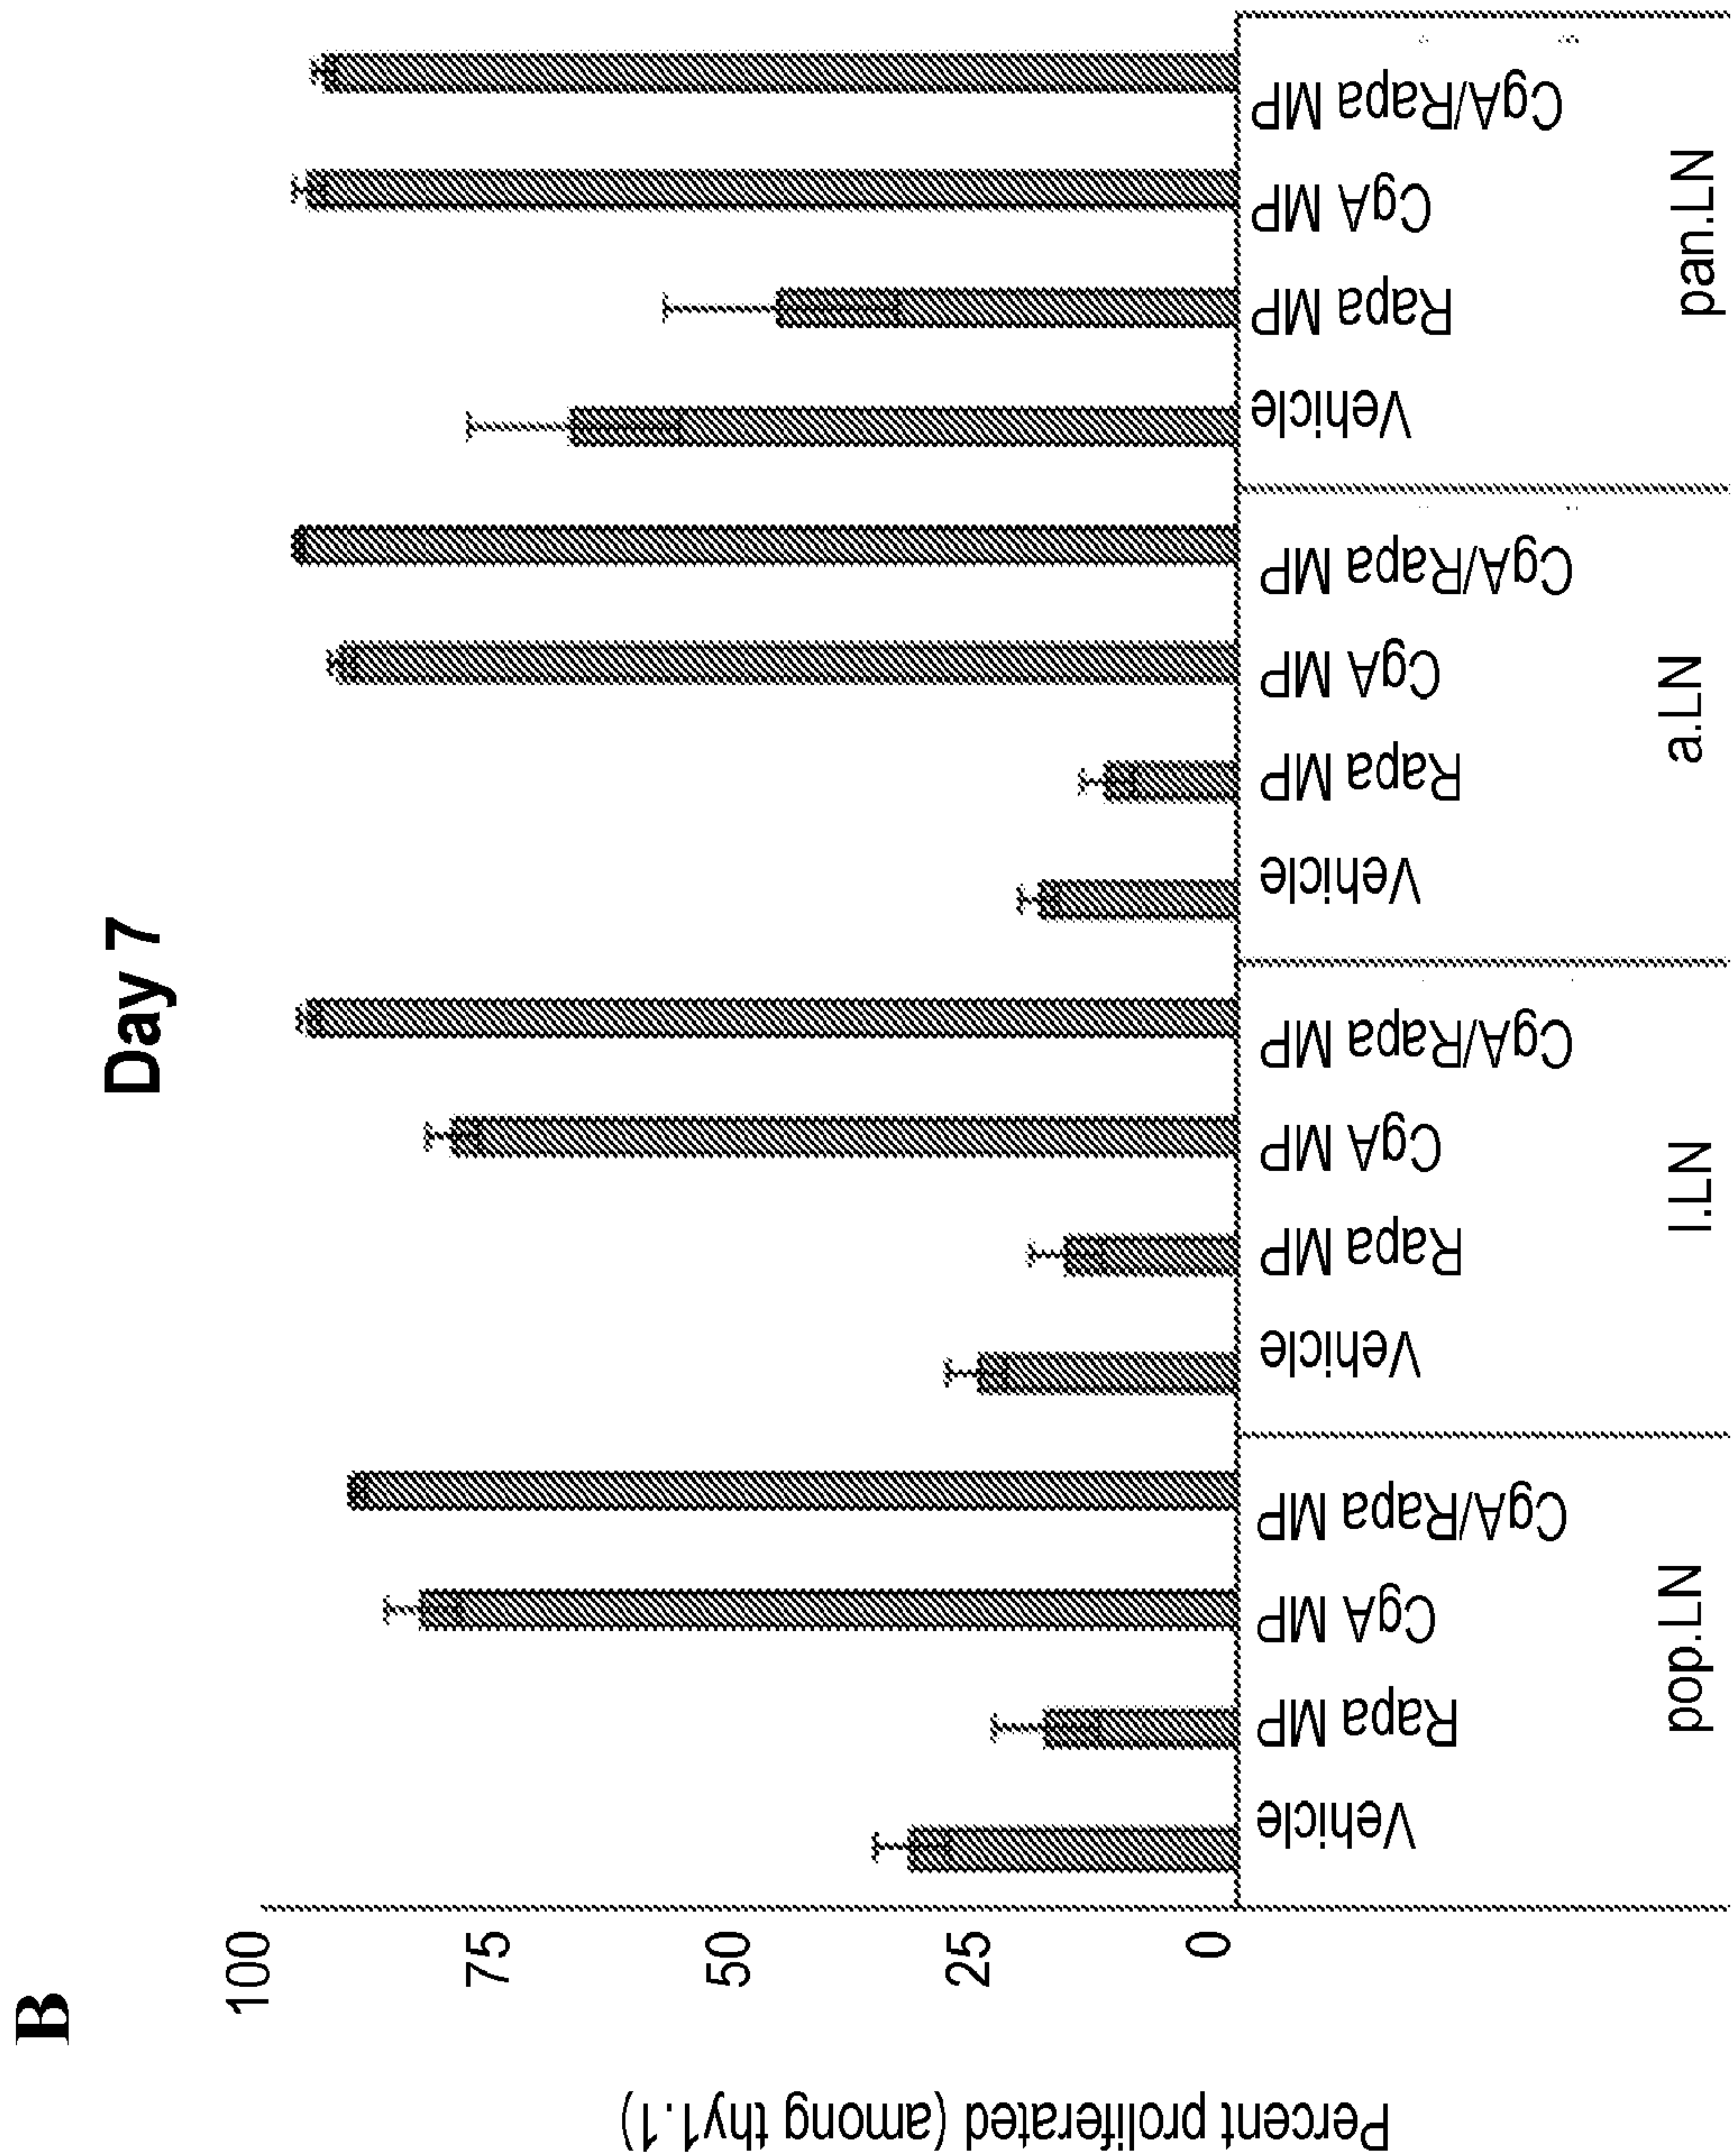 B
Day 7
Percent proliferated (among thy1.1)
100
75
50
25
0
Vehicle
Rapa MP
CgA MP
CgA/Rapa MP
Vehicle
Rapa MP
CgA MP
CgA/Rapa MP
Vehicle
Rapa MP
CgA MP
CgA/Rapa MP
Vehicle
Rapa MP
CgA MP
CgA/Rapa MP
pop.LN
I.LN
a.LN
pan.LN